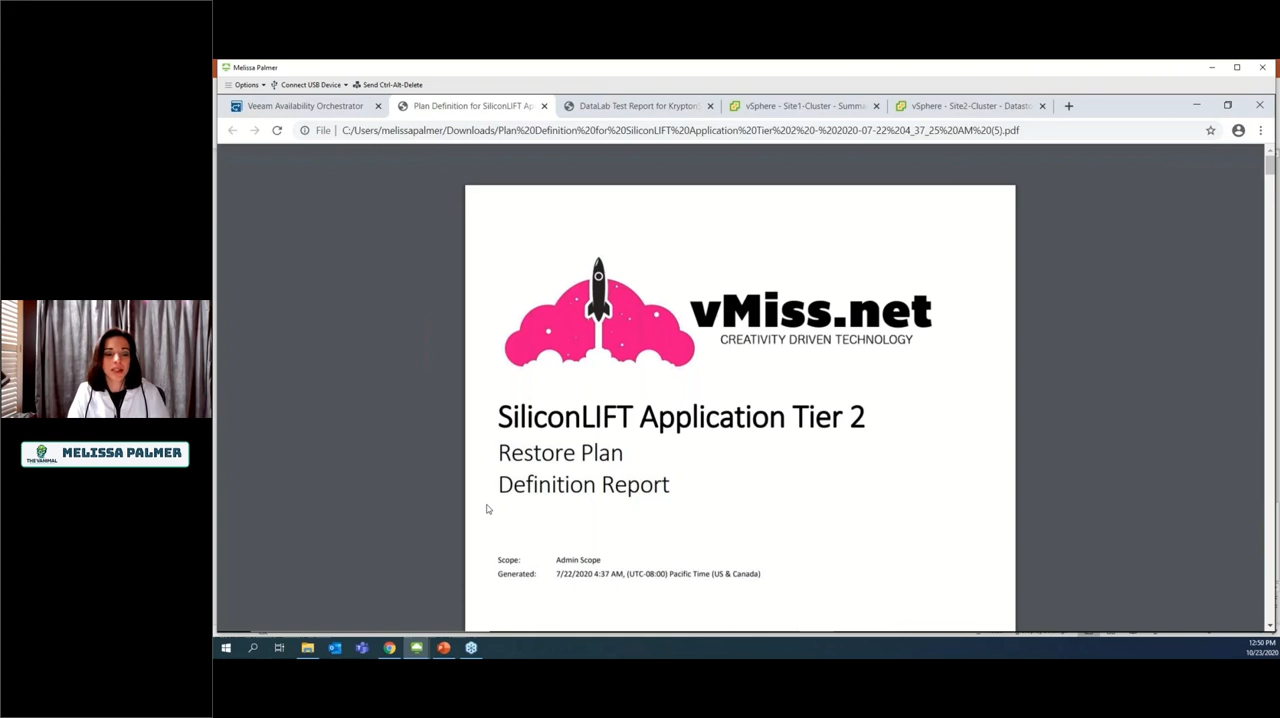 Melissa Palmer
Options Connect USB Device Send Ctrl-Alt-Delete
Veeam Availability Orchestrator
Plan Definition for SiliconLIFT Ap
DataLab Test Report for Krypton
vSphere - Site1-Cluster - Summa
vSphere - Site2-Cluster - Datast
File
C:/Users/melissapalmer/Downloads/Plan%20Definition%20for%20SiliconLIFT%20Application%20Tier%202%20-%202020-07-22%204_37_25%20AM%20(5).pdf
vMiss.net
CREATIVITY DRIVEN TECHNOLOGY
SiliconLIFT Application Tier 2
Restore Plan
Definition Report
Scope: Admin Scope
Generated: 7/22/2020 4:37 AM, (UTC-08:00) Pacific Time (US & Canada)
THEVANIMAL
MELISSA PALMER
12:50 PM
10/23/2020